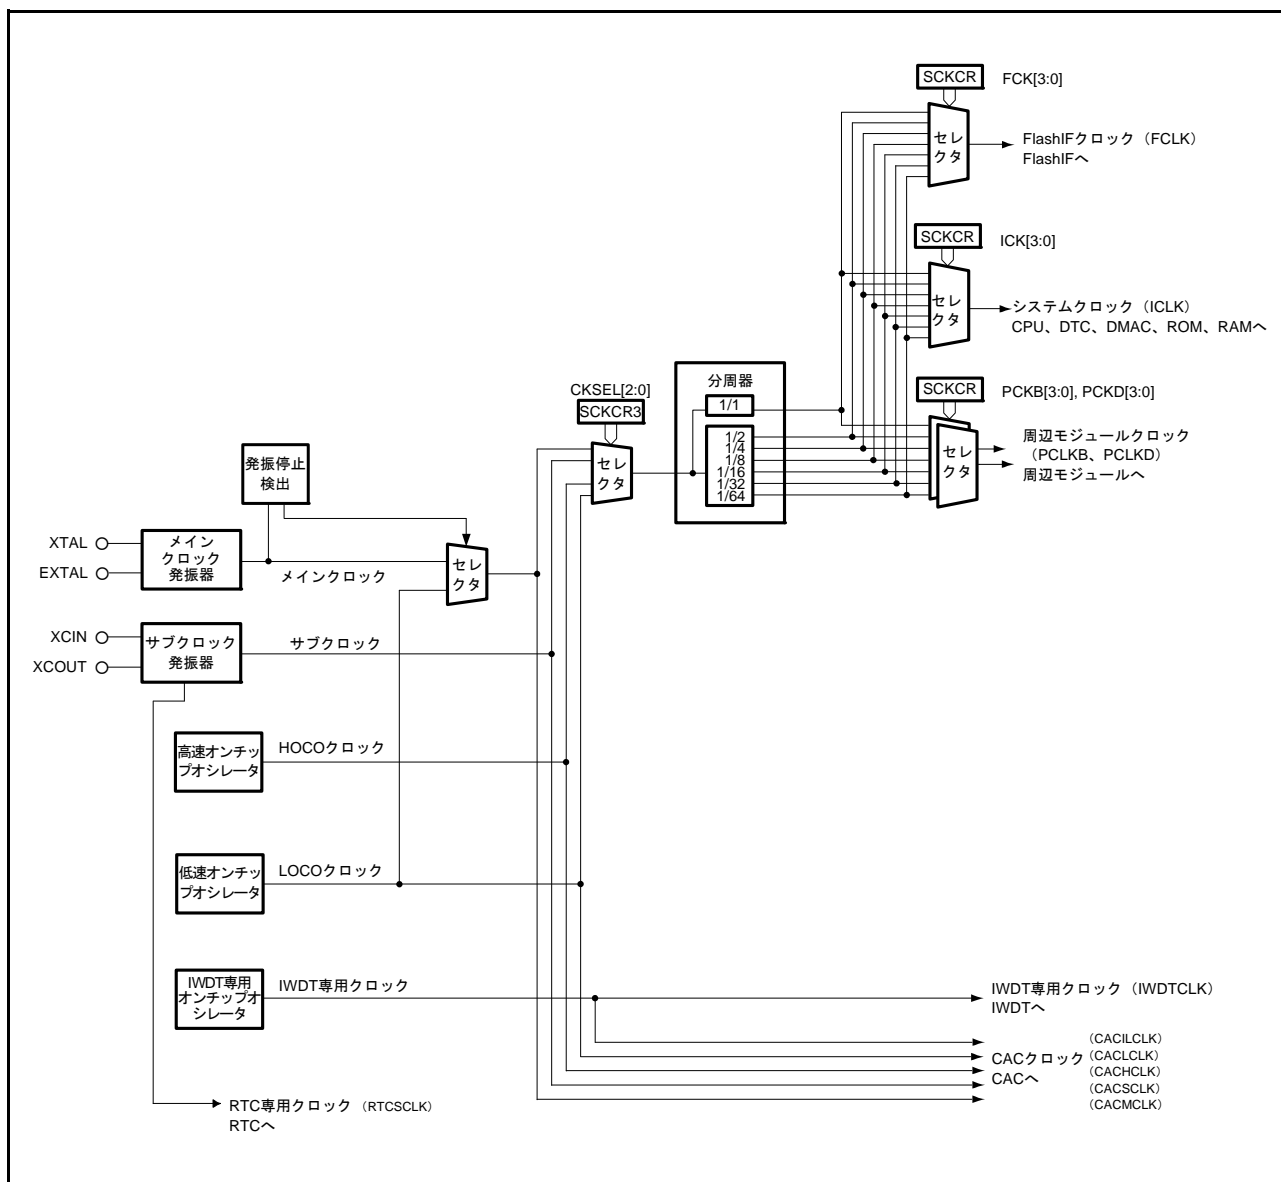 SCKCR
FCK[3:0]
セレ
クタ
FlashIFクロック（FCLK）
FlashIFへ
SCKCR
ICK[3:0]
セレ
クタ
システムクロック（ICLK）
CPU、DTC、DMAC、ROM、RAMへ
SCKCR
PCKB[3:0], PCKD[3:0]
セレ
クタ
周辺モジュールクロック
（PCLKB、PCLKD）
周辺モジュールへ
分周器
1/1
1/2
1/4
1/8
1/16
1/32
1/64
CKSEL[2:0]
SCKCR3
セレ
クタ
発振停止
検出
XTAL
EXTAL
メイン
クロック
発振器
メインクロック
セレ
クタ
XCIN
XCOUT
サブクロック
発振器
サブクロック
高速オンチッ
プオシレータ
HOCOクロック
低速オンチッ
プオシレータ
LOCOクロック
IWDT専用
オンチップオ
シレータ
IWDT専用クロック
IWDT専用クロック（IWDTCLK）
IWDTへ
CACクロック
CACへ
（CACILCLK）
（CACLCLK）
（CACHCLK）
（CACSCLK）
（CACMCLK）
RTC専用クロック（RTCSCLK）
RTCへ